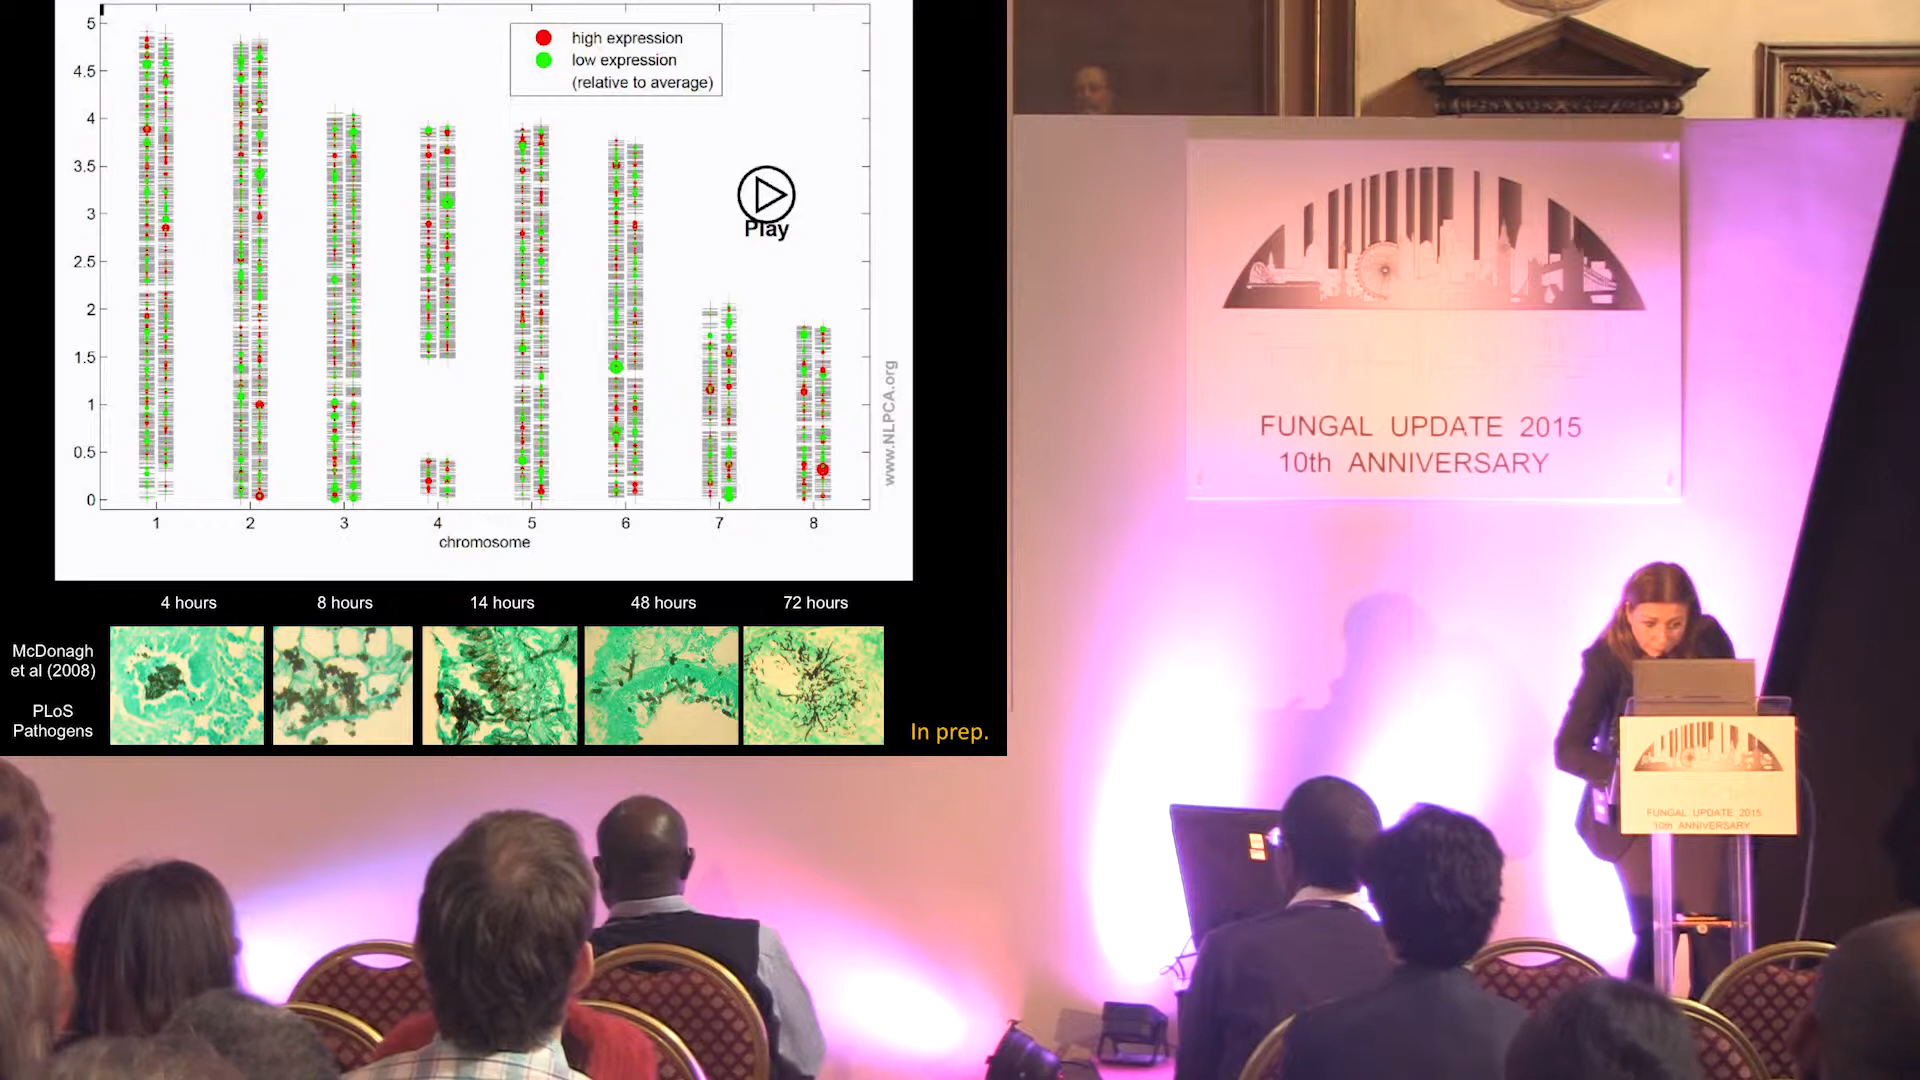 5
4.5
4
3.5
3
2.5
2
1.5
1
0.5
0
high expression
low expression
(relative to average)
Play
www.NLPCA.org
1 2 3 4 5 6 7 8
chromosome
4 hours 8 hours 14 hours 48 hours 72 hours
McDonagh
et al (2008)
PLoS
Pathogens
In prep.
FUNGAL UPDATE 2015
10th ANNIVERSARY
FUNGAL UPDATE 2015
10th ANNIVERSARY